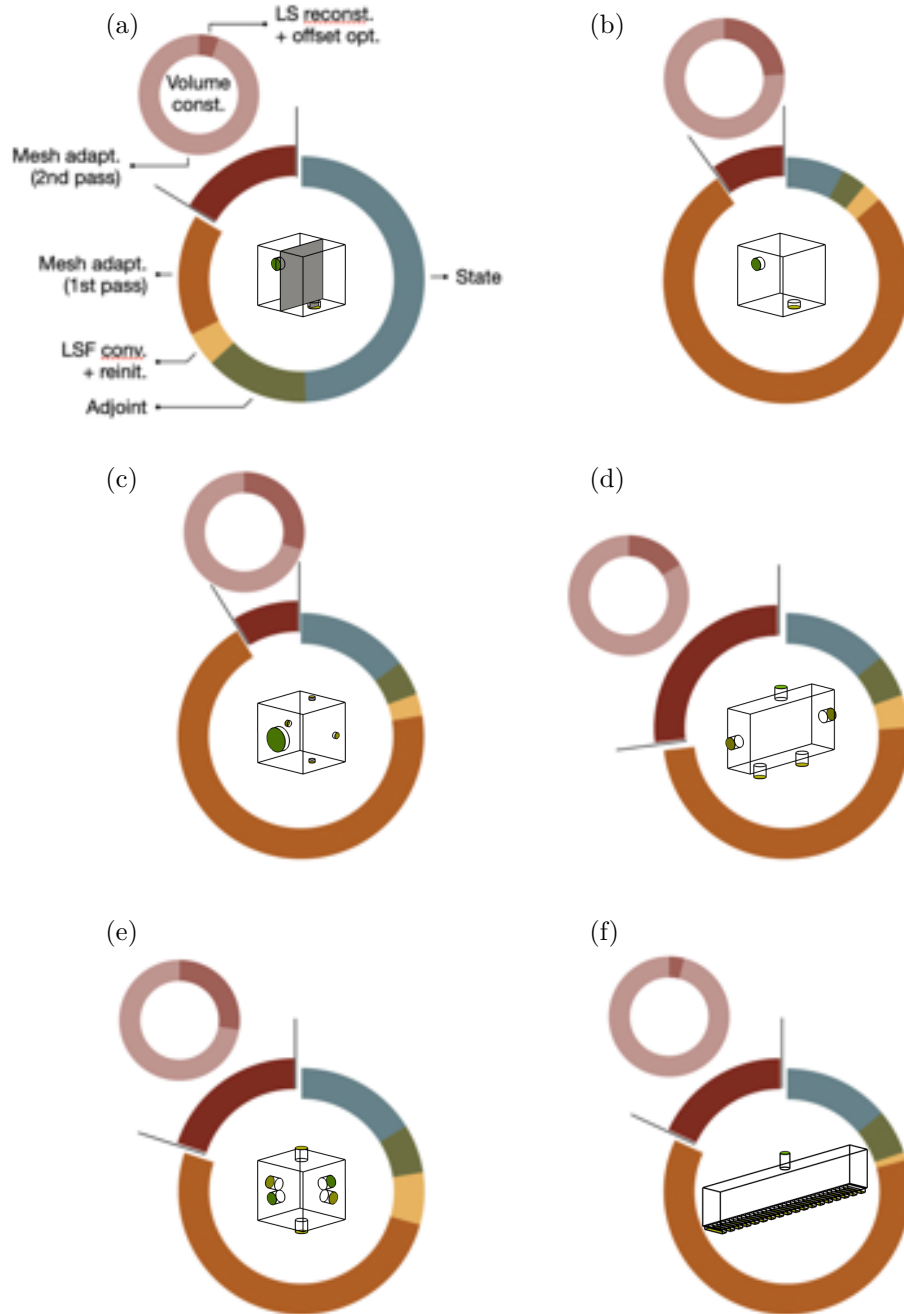 (a)
LS reconst.
+ offset opt.
(b)
Volume
const.
Mesh adapt.
(2nd pass)
Mesh adapt.
(1st pass)
State
LSF conv.
+ reinit.
Adjoint
(c)
(d)
(e)
(f)